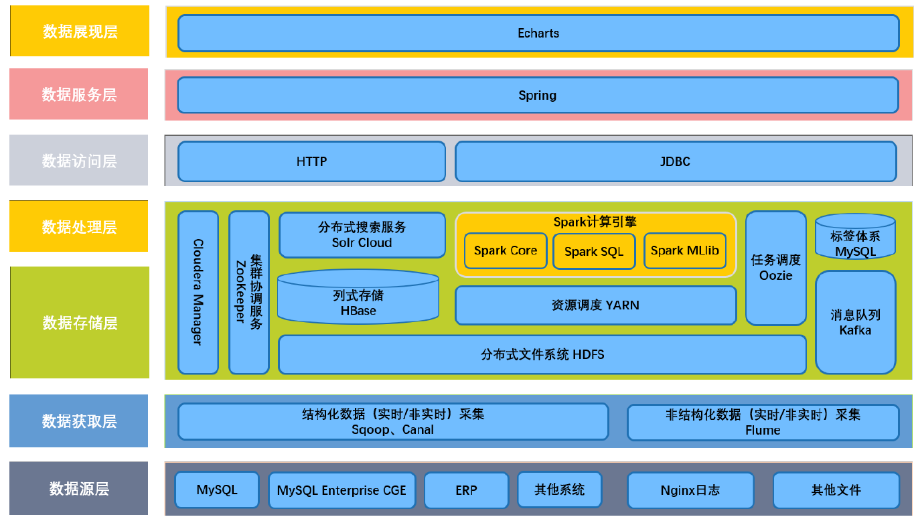 数据展现层
Echarts
数据服务层
Spring
数据访问层
HTTP
JDBC
数据处理层
数据存储层
Cloudera Manager
集群协调服务
ZooKeeper
分布式搜索服务
Solr Cloud
列式存储
HBase
Spark计算引擎
Spark Core
Spark SQL
Spark MLlib
资源调度 YARN
任务调度
Oozie
标签体系
MySQL
消息队列
Kafka
分布式文件系统 HDFS
数据获取层
结构化数据（实时/非实时）采集
Sqoop、Canal
非结构化数据（实时/非实时）采集
Flume
数据源层
MySQL
MySQL Enterprise CGE
ERP
其他系统
Nginx日志
其他文件